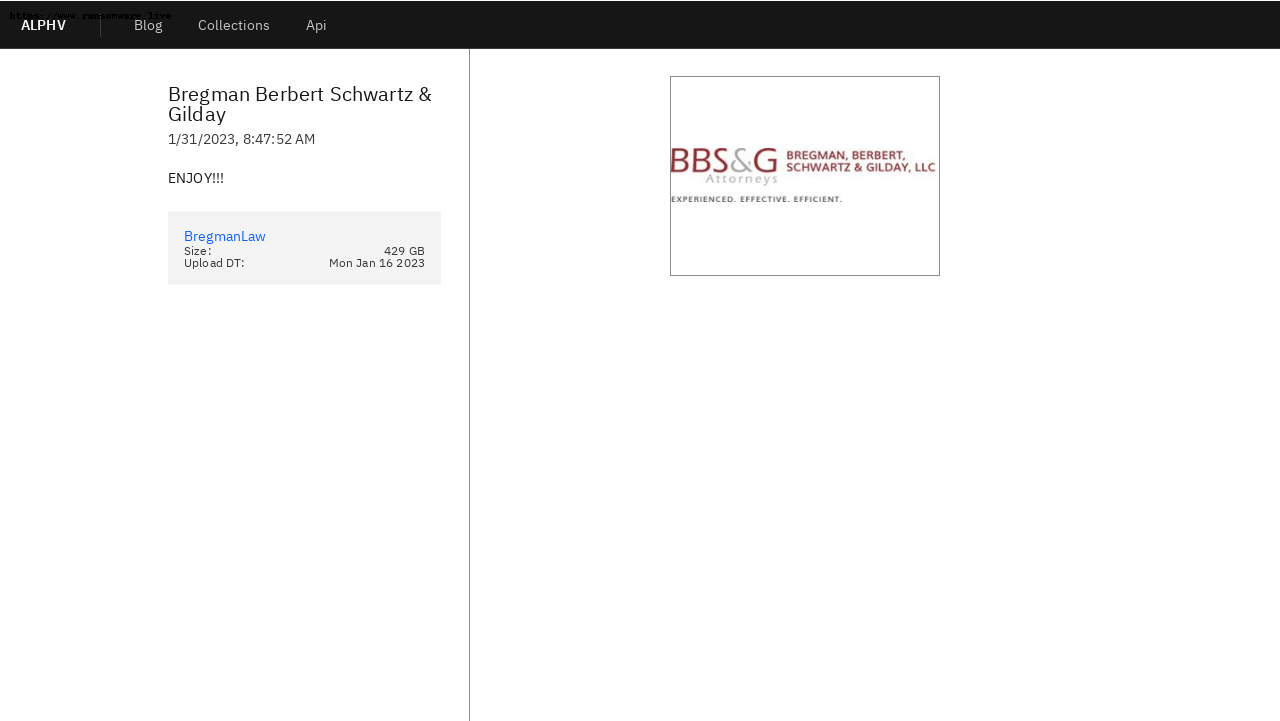 https://www.ransomware.live
ALPHV
Blog
Collections
Api
Bregman Berbert Schwartz &
Gilday
1/31/2023, 8:47:52 AM
ENJOY!!!
BregmanLaw
Size: 429 GB
Upload DT: Mon Jan 16 2023
BBS&G BREGMAN, BERBERT,
SCHWARTZ & GILDAY, LLC
Attorneys
EXPERIENCED. EFFECTIVE. EFFICIENT.